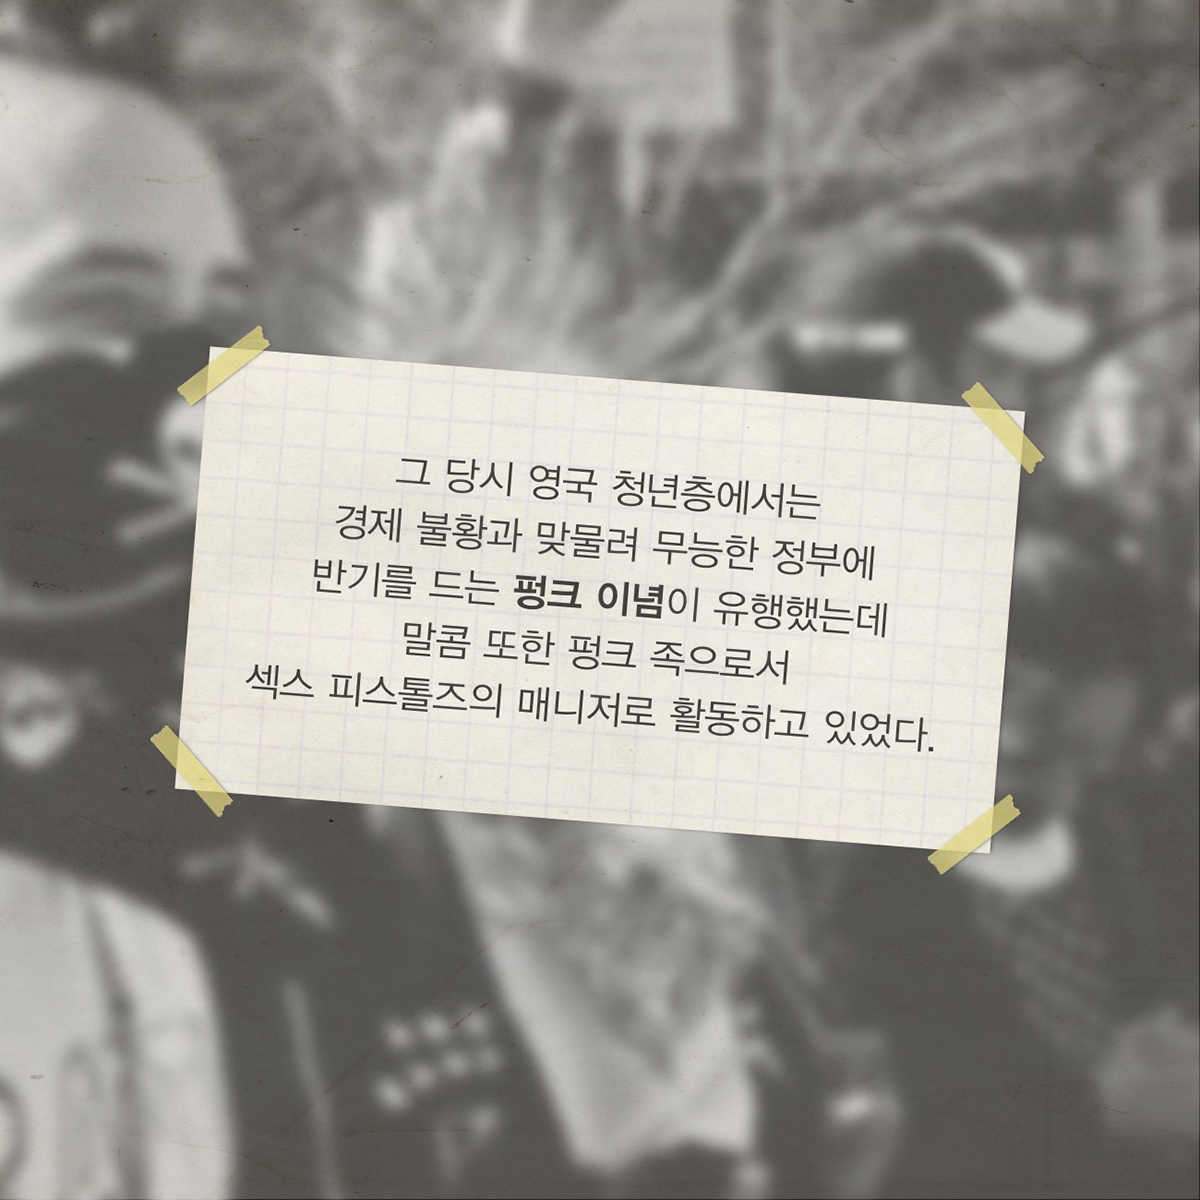 그 당시 영국 청년층에서는
경제 불황과 맞물려 무능한 정부에
반기를 드는 펑크 이념이 유행했는데
말콤 또한 펑크 족으로서
섹스 피스톨즈의 매니저로 활동하고 있었다.